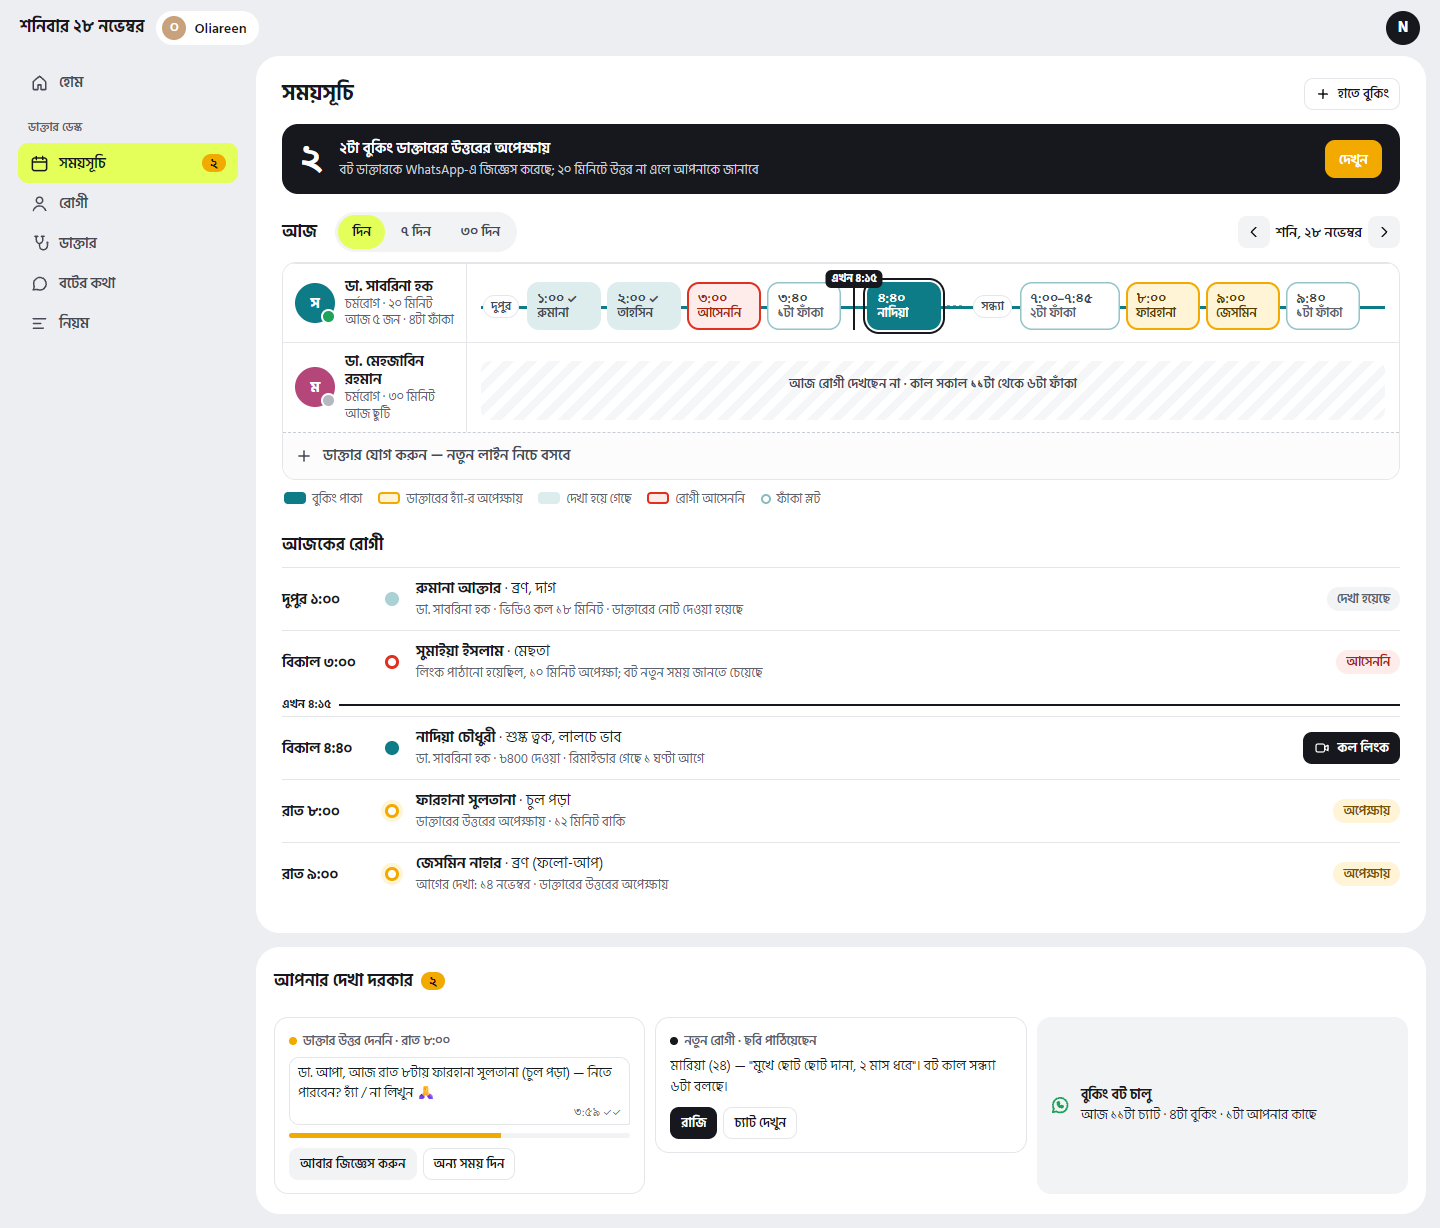 শনিবার ২৮ নভেম্বর
O Oliareen
N
হোম
ডাক্তার ডেস্ক
সময়সূচি ২
রোগী
ডাক্তার
বটের কথা
নিয়ম
সময়সূচি
হাতে বুকিং
২
২টা বুকিং ডাক্তারের উত্তরের অপেক্ষায়
বট ডাক্তারকে WhatsApp-এ জিজ্ঞেস করেছে; ২০ মিনিটে উত্তর না এলে আপনাকে জানাবে
দেখুন
আজ দিন ৭ দিন ৩০ দিন
শনি, ২৮ নভেম্বর
স
ডা. সাবরিনা হক
চর্মরোগ · ২০ মিনিট
আজ ৫ জন · ৪টা ফাঁকা
দুপুর
১:০০ ✓
রুমানা
২:০০ ✓
তাহসিন
৩:০০
আসেননি
৩:৪০
১টা ফাঁকা
এখন ৪:১৫
৪:৪০
নাদিয়া
সন্ধ্যা
৭:০০–৭:৪৫
২টা ফাঁকা
৮:০০
ফারহানা
৯:০০
জেসমিন
৯:৪০
১টা ফাঁকা
ম
ডা. মেহজাবিন
রহমান
চর্মরোগ · ৩০ মিনিট
আজ ছুটি
আজ রোগী দেখছেন না · কাল সকাল ১১টা থেকে ৬টা ফাঁকা
ডাক্তার যোগ করুন — নতুন লাইন নিচে বসবে
বুকিং পাকা
ডাক্তারের হ্যাঁ-র অপেক্ষায়
দেখা হয়ে গেছে
রোগী আসেননি
ফাঁকা স্লট
আজকের রোগী
দুপুর ১:০০
রুমানা আক্তার · ব্রণ, দাগ
ডা. সাবরিনা হক · ভিডিও কল ১৮ মিনিট · ডাক্তারের নোট দেওয়া হয়েছে
দেখা হয়েছে
বিকাল ৩:০০
সুমাইয়া ইসলাম · মেছতা
লিংক পাঠানো হয়েছিল, ১০ মিনিট অপেক্ষা; বট নতুন সময় জানতে চেয়েছে
আসেননি
এখন ৪:১৫
বিকাল ৪:৪০
নাদিয়া চৌধুরী · শুষ্ক ত্বক, লালচে ভাব
ডা. সাবরিনা হক · ৳৪০০ দেওয়া · রিমাইন্ডার গেছে ১ ঘণ্টা আগে
কল লিংক
রাত ৮:০০
ফারহানা সুলতানা · চুল পড়া
ডাক্তারের উত্তরের অপেক্ষায় · ১২ মিনিট বাকি
অপেক্ষায়
রাত ৯:০০
জেসমিন নাহার · ব্রণ (ফলো-আপ)
আগের দেখা: ১৪ নভেম্বর · ডাক্তারের উত্তরের অপেক্ষায়
অপেক্ষায়
আপনার দেখা দরকার ২
ডাক্তার উত্তর দেননি · রাত ৮:০০
ডা. আপা, আজ রাত ৮টায় ফারহানা সুলতানা (চুল পড়া) — নিতে
পারবেন? হ্যাঁ / না লিখুন 🙏
৩:৫৯ ✓✓
আবার জিজ্ঞেস করুন
অন্য সময় দিন
নতুন রোগী · ছবি পাঠিয়েছেন
মারিয়া (২৪) — "মুখে ছোট ছোট দানা, ২ মাস ধরে"। বট কাল সন্ধ্যা
৬টা বলছে।
রাজি
চ্যাট দেখুন
বুকিং বট চালু
আজ ১১টা চ্যাট · ৪টা বুকিং · ১টা আপনার কাছে